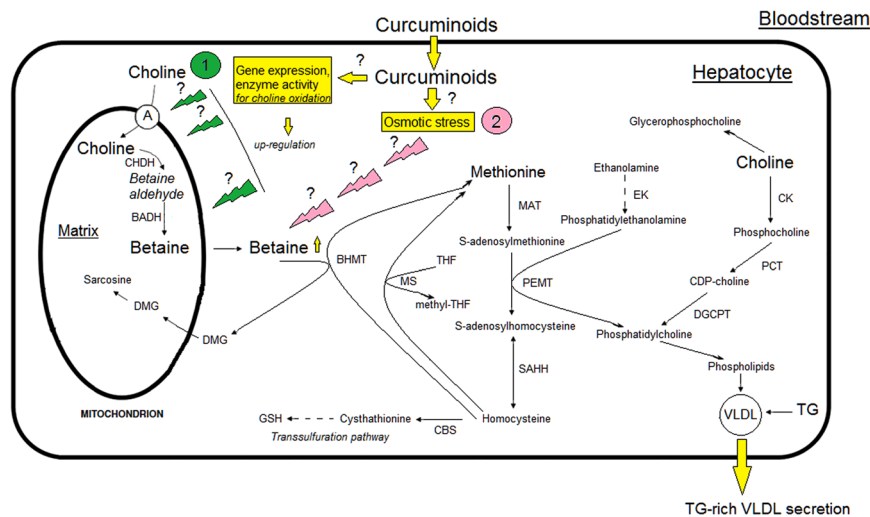 Curcuminoids
Bloodstream
Hepatocyte
Choline
1
?
?
?
Gene expression,
enzyme activity
for choline oxidation
?
Curcuminoids
?
up-regulation
Osmotic stress
2
?
?
?
A
Choline
CHDH
Betaine
aldehyde
BADH
Matrix
Betaine
Betaine
Sarcosine
DMG
DMG
MITOCHONDRION
BHMT
Methionine
MAT
S-adenosylmethionine
THF
MS
methyl-THF
PEMT
S-adenosylhomocysteine
SAHH
Homocysteine
CBS
Cysthathionine
GSH
Transsulfuration pathway
Ethanolamine
EK
Phosphatidylethanolamine
Glycerophosphocholine
Choline
CK
Phosphocholine
PCT
CDP-choline
DGCPT
Phosphatidylcholine
Phospholipids
VLDL
TG
TG-rich VLDL secretion